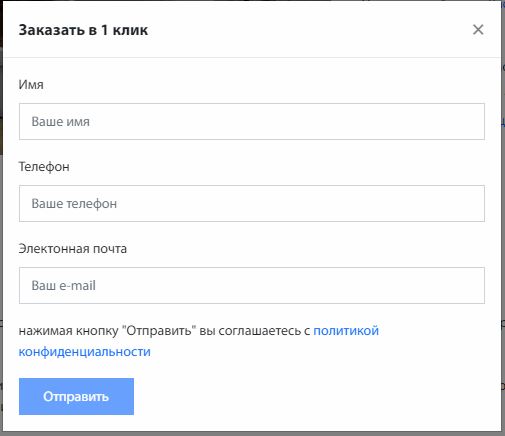 Заказать в 1 клик
Имя
Ваше имя
Телефон
Ваше телефон
Электонная почта
Ваш e-mail
нажимая кнопку "Отправить" вы соглашаетесь с политикой
конфиденциальности
Отправить